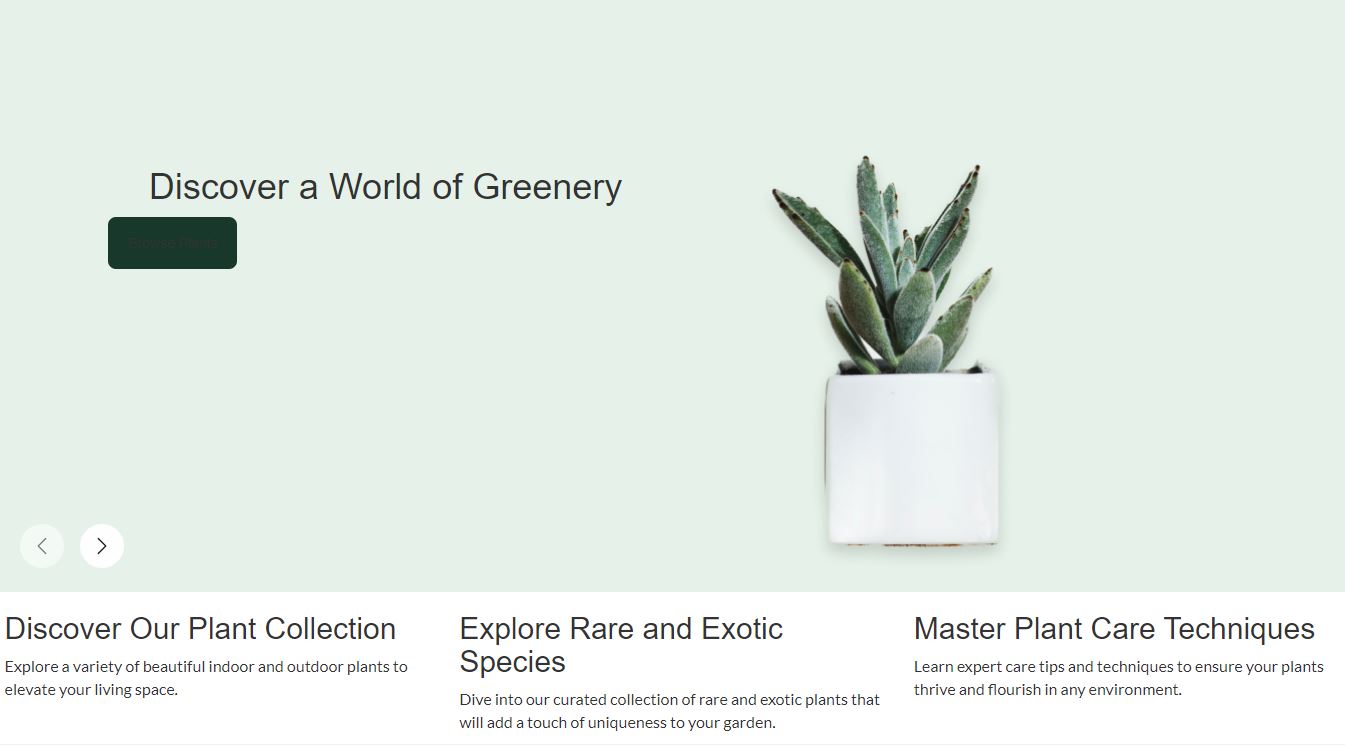 Discover a World of Greenery
Browse Plants
Discover Our Plant Collection
Explore a variety of beautiful indoor and outdoor plants to
elevate your living space.
Explore Rare and Exotic
Species
Dive into our curated collection of rare and exotic plants that
will add a touch of uniqueness to your garden.
Master Plant Care Techniques
Learn expert care tips and techniques to ensure your plants
thrive and flourish in any environment.